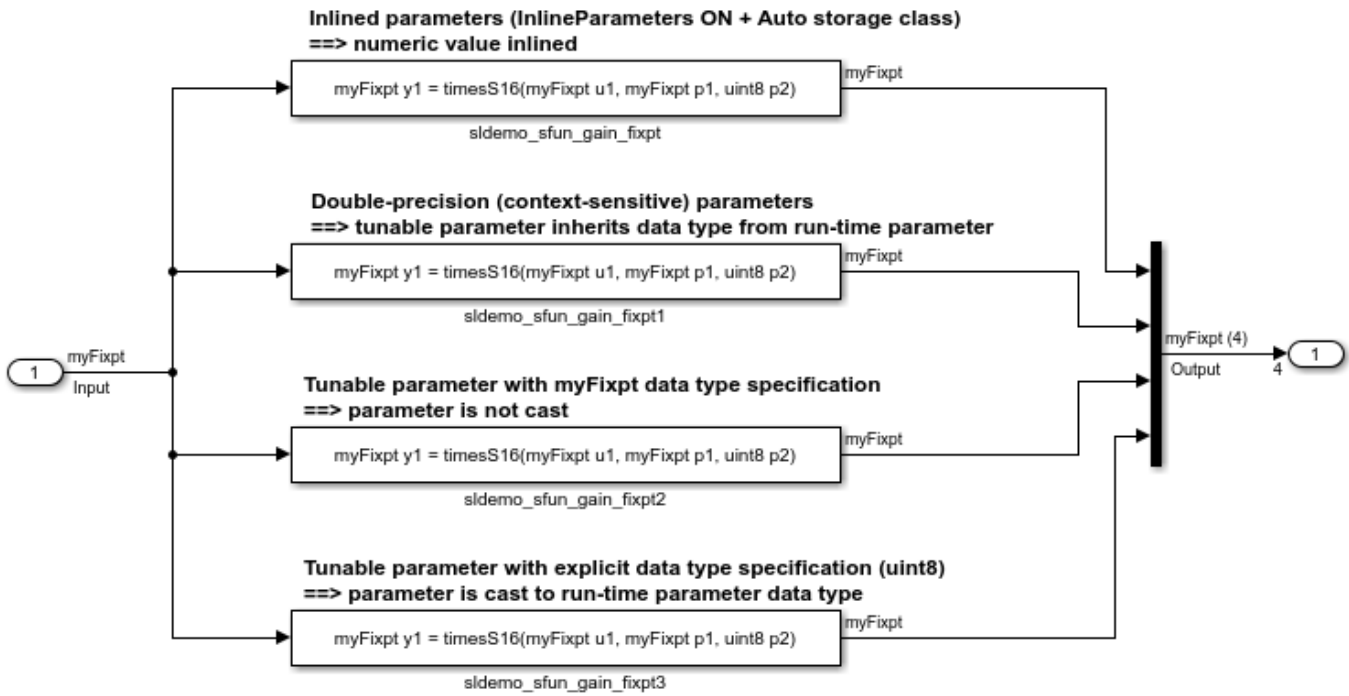 Inlined parameters (InlineParameters ON + Auto storage class)
==> numeric value inlined
myFixpt y1 = timesS16(myFixpt u1, myFixpt p1, uint8 p2)
myFixpt
sldemo_sfun_gain_fixpt
Double-precision (context-sensitive) parameters
==> tunable parameter inherits data type from run-time parameter
myFixpt y1 = timesS16(myFixpt u1, myFixpt p1, uint8 p2)
myFixpt
sldemo_sfun_gain_fixpt1
1
myFixpt
Input
myFixpt (4)
Output
4
1
Tunable parameter with myFixpt data type specification
==> parameter is not cast
myFixpt y1 = timesS16(myFixpt u1, myFixpt p1, uint8 p2)
myFixpt
sldemo_sfun_gain_fixpt2
Tunable parameter with explicit data type specification (uint8)
==> parameter is cast to run-time parameter data type
myFixpt y1 = timesS16(myFixpt u1, myFixpt p1, uint8 p2)
myFixpt
sldemo_sfun_gain_fixpt3